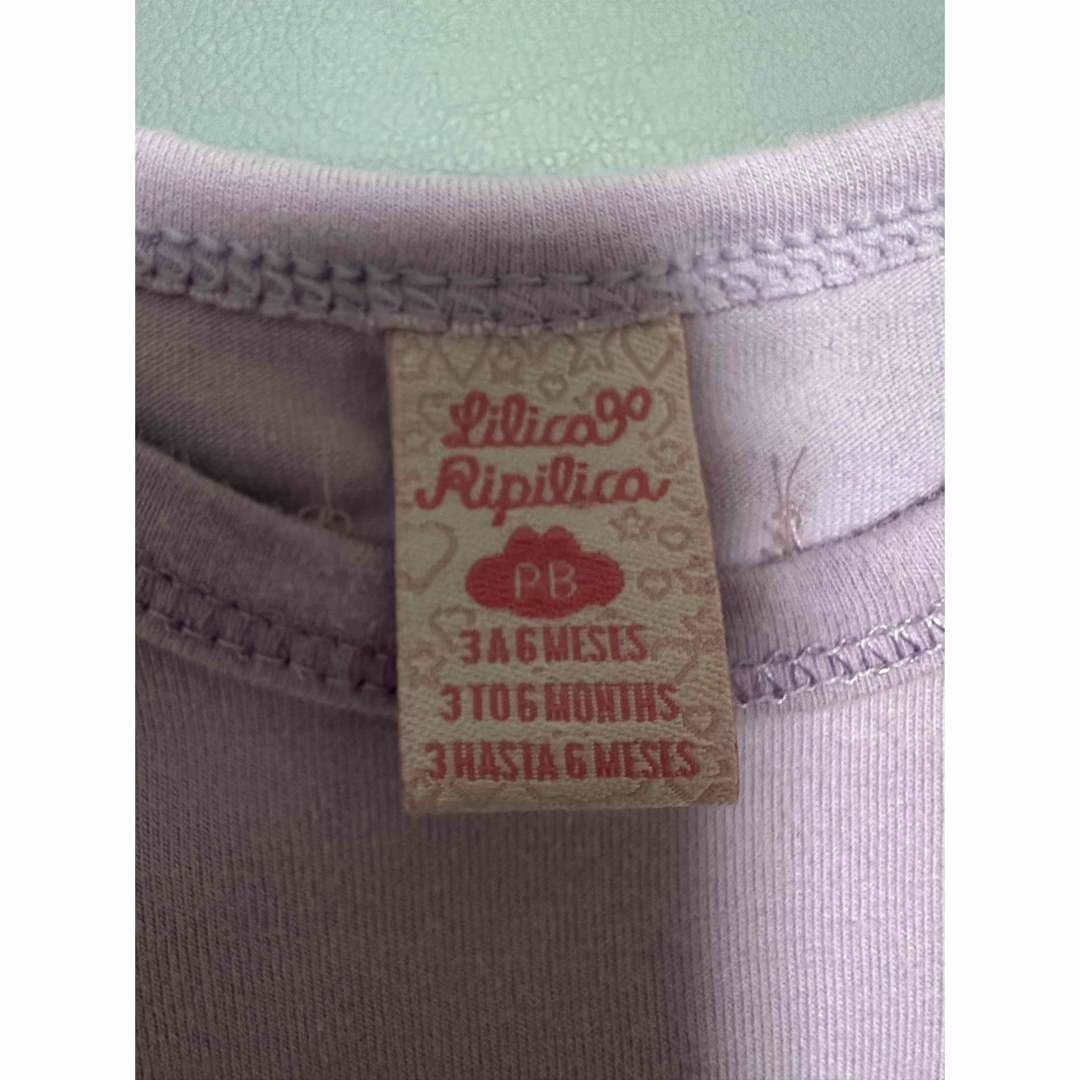 Lilica
Ripilica
PB
3 A 6 MESES
3 TO 6 MONTHS
3 HASTA 6 MESES